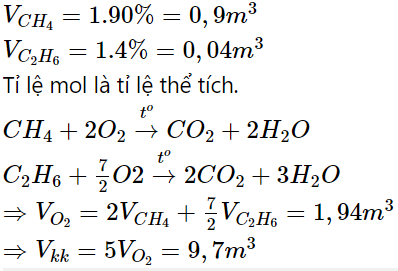 V_{CH_4} = 1.90% = 0,9m^3
V_{C_2H_6} = 1.4% = 0,04m^3
Tỉ lệ mol là tỉ lệ thể tích.
CH_4 + 2O_2 \xrightarrow{t^o} CO_2 + 2H_2O
C_2H_6 + \frac{7}{2}O2 \xrightarrow{t^o} 2CO_2 + 3H_2O
⇒ V_{O_2} = 2V_{CH_4} + \frac{7}{2}V_{C_2H_6} = 1,94m^3
⇒ V_{kk} = 5V_{O_2} = 9,7m^3